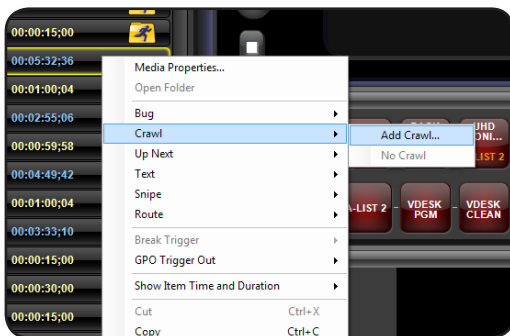 00:00:15;00
00:05:32;36
00:01:00;04
00:02:55;06
00:00:59;58
00:04:49;42
00:01:00;04
00:03:33;10
00:00:15;00
00:00:30;00
00:00:15;00
Media Properties...
Open Folder
Bug
Crawl
Up Next
Text
Snipe
Route
Break Trigger
GPO Trigger Out
Show Item Time and Duration
Cut Ctrl+X
Copy Ctrl+C
Add Crawl...
No Crawl
LIST 2
A-LIST 2 - VDESK PGM - VDESK CLEAN